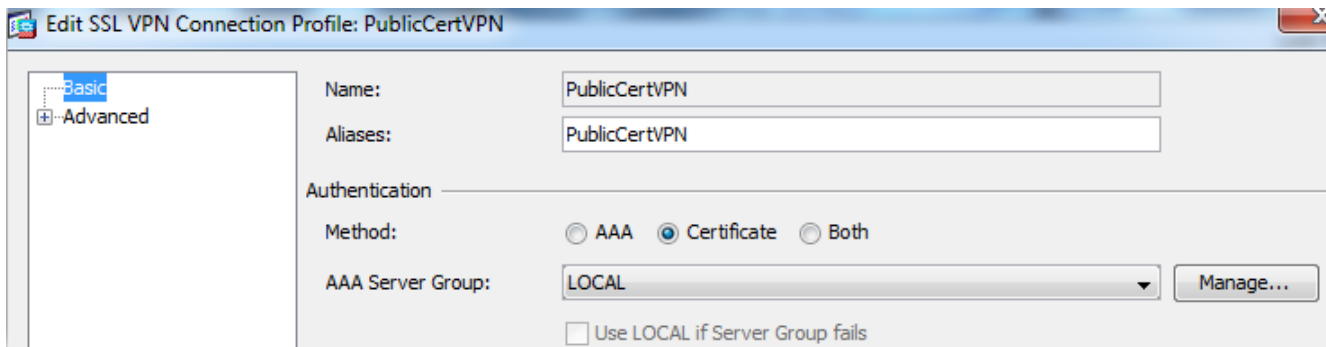 Edit SSL VPN Connection Profile: PublicCertVPN
Basic
Advanced
Name: PublicCertVPN
Aliases: PublicCertVPN
Authentication
Method: AAA Certificate Both
AAA Server Group: LOCAL Manage...
Use LOCAL if Server Group fails